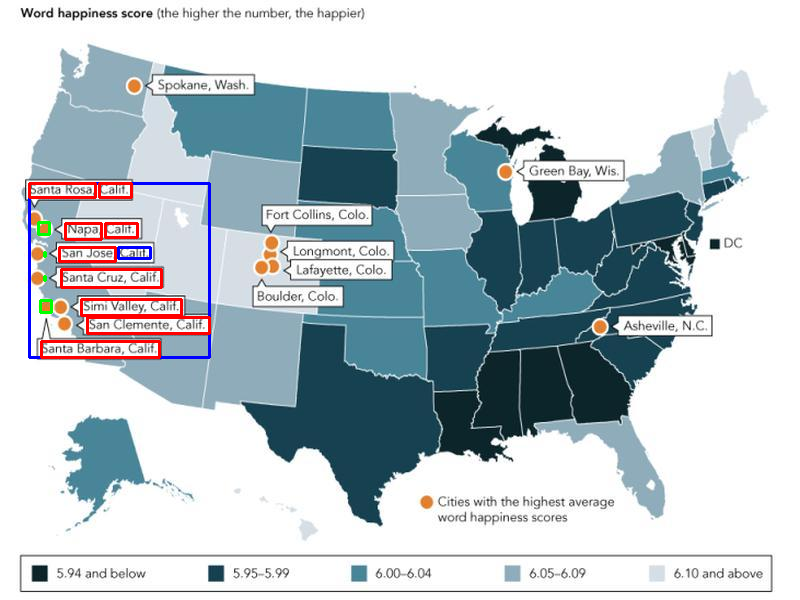 Word happiness score (the higher the number, the happier)
Spokane, Wash.
Green Bay, Wis.
Santa Rosa, Calif.
Napa, Calif.
San Jose, Calif.
Santa Cruz, Calif.
Simi Valley, Calif.
San Clemente, Calif.
Santa Barbara, Calif.
Fort Collins, Colo.
Longmont, Colo.
Lafayette, Colo.
Boulder, Colo.
DC
Asheville, N.C.
Cities with the highest average
word happiness scores
5.94 and below
5.95–5.99
6.00–6.04
6.05–6.09
6.10 and above